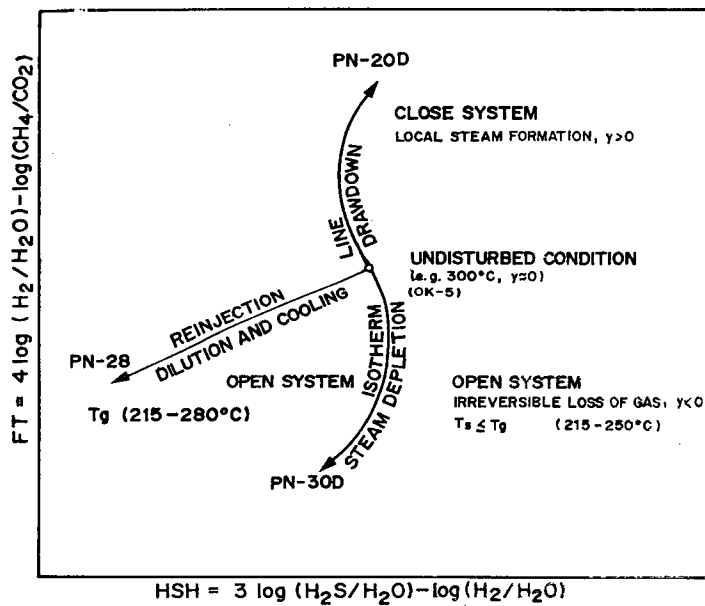 PN-20D
CLOSE SYSTEM
LOCAL STEAM FORMATION, y>0
LINE
DRAWDOWN
UNDISTURBED CONDITION
(e.g. 300°C, y≈0)
(OK-5)
REINJECTION
DILUTION AND COOLING
PN-28
ISOTHERM
STEAM DEPLETION
OPEN SYSTEM
Tg (215-280°C)
OPEN SYSTEM
IRREVERSIBLE LOSS OF GAS, y<0
Ts ≤ Tg (215-250°C)
PN-30D
FT = 4 log (H₂/H₂O)-log(CH₄/CO₂)
HSH = 3 log (H₂S/H₂O)-log(H₂/H₂O)